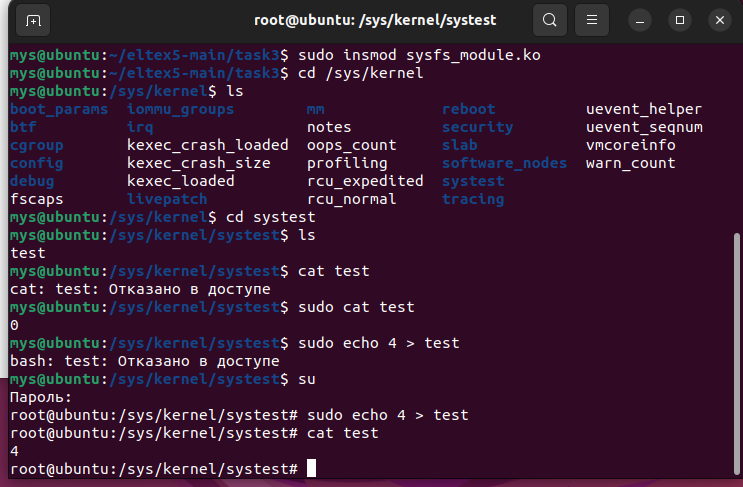 root@ubuntu: /sys/kernel/systest
mys@ubuntu:~/eltex5-main/task3$ sudo insmod sysfs_module.ko
mys@ubuntu:~/eltex5-main/task3$ cd /sys/kernel
mys@ubuntu:/sys/kernel$ ls
boot_params iommu_groups mm reboot uevent_helper
btf irq notes security uevent_seqnum
cgroup kexec_crash_loaded oops_count slab vmcoreinfo
config kexec_crash_size profiling software_nodes warn_count
debug kexec_loaded rcu_expedited systest
fscaps livepatch rcu_normal tracing
mys@ubuntu:/sys/kernel$ cd systest
mys@ubuntu:/sys/kernel/systest$ ls
test
mys@ubuntu:/sys/kernel/systest$ cat test
cat: test: Отказано в доступе
mys@ubuntu:/sys/kernel/systest$ sudo cat test
0
mys@ubuntu:/sys/kernel/systest$ sudo echo 4 > test
bash: test: Отказано в доступе
mys@ubuntu:/sys/kernel/systest$ su
Пароль:
root@ubuntu:/sys/kernel/systest# sudo echo 4 > test
root@ubuntu:/sys/kernel/systest# cat test
4
root@ubuntu:/sys/kernel/systest#